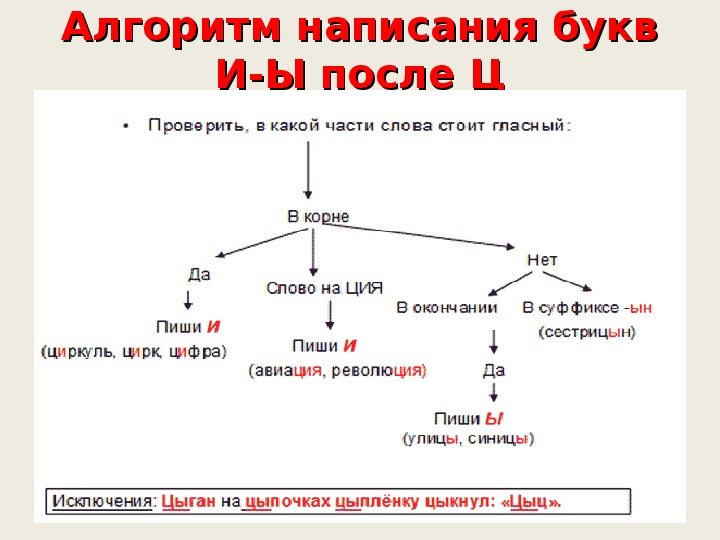 Алгоритм написания букв
И-Ы после Ц
• Проверить, в какой части слова стоит гласный:
В корне
Да
Слово на ЦИЯ
Нет
В окончании
В суффиксе -ын
(сестрицын)
Пиши И
(циркуль, цирк, цифра)
Пиши И
(авиация, революция)
Да
Пиши Ы
(улицы, синицы)
Исключения: Цыган на цыпочках цыплёнку цыкнул: «Цыц».